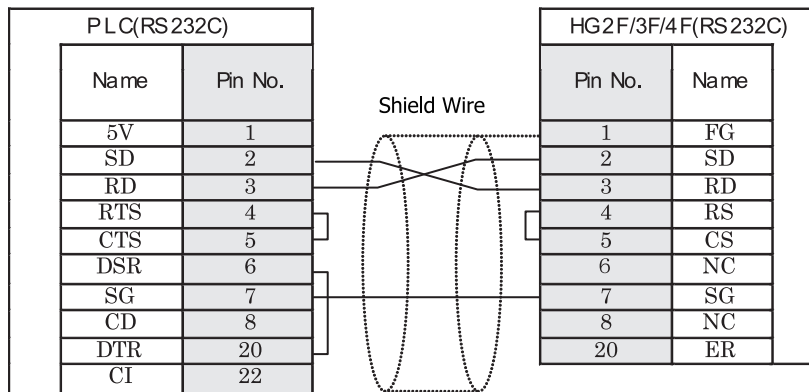 PLC(RS232C) HG2F/3F/4F(RS232C)
Name Pin No. Pin No. Name
Shield Wire
5V 1 1 FG
SD 2 2 SD
RD 3 3 RD
RTS 4 4 RS
CTS 5 5 CS
DSR 6 6 NC
SG 7 7 SG
CD 8 8 NC
DTR 20 20 ER
CI 22